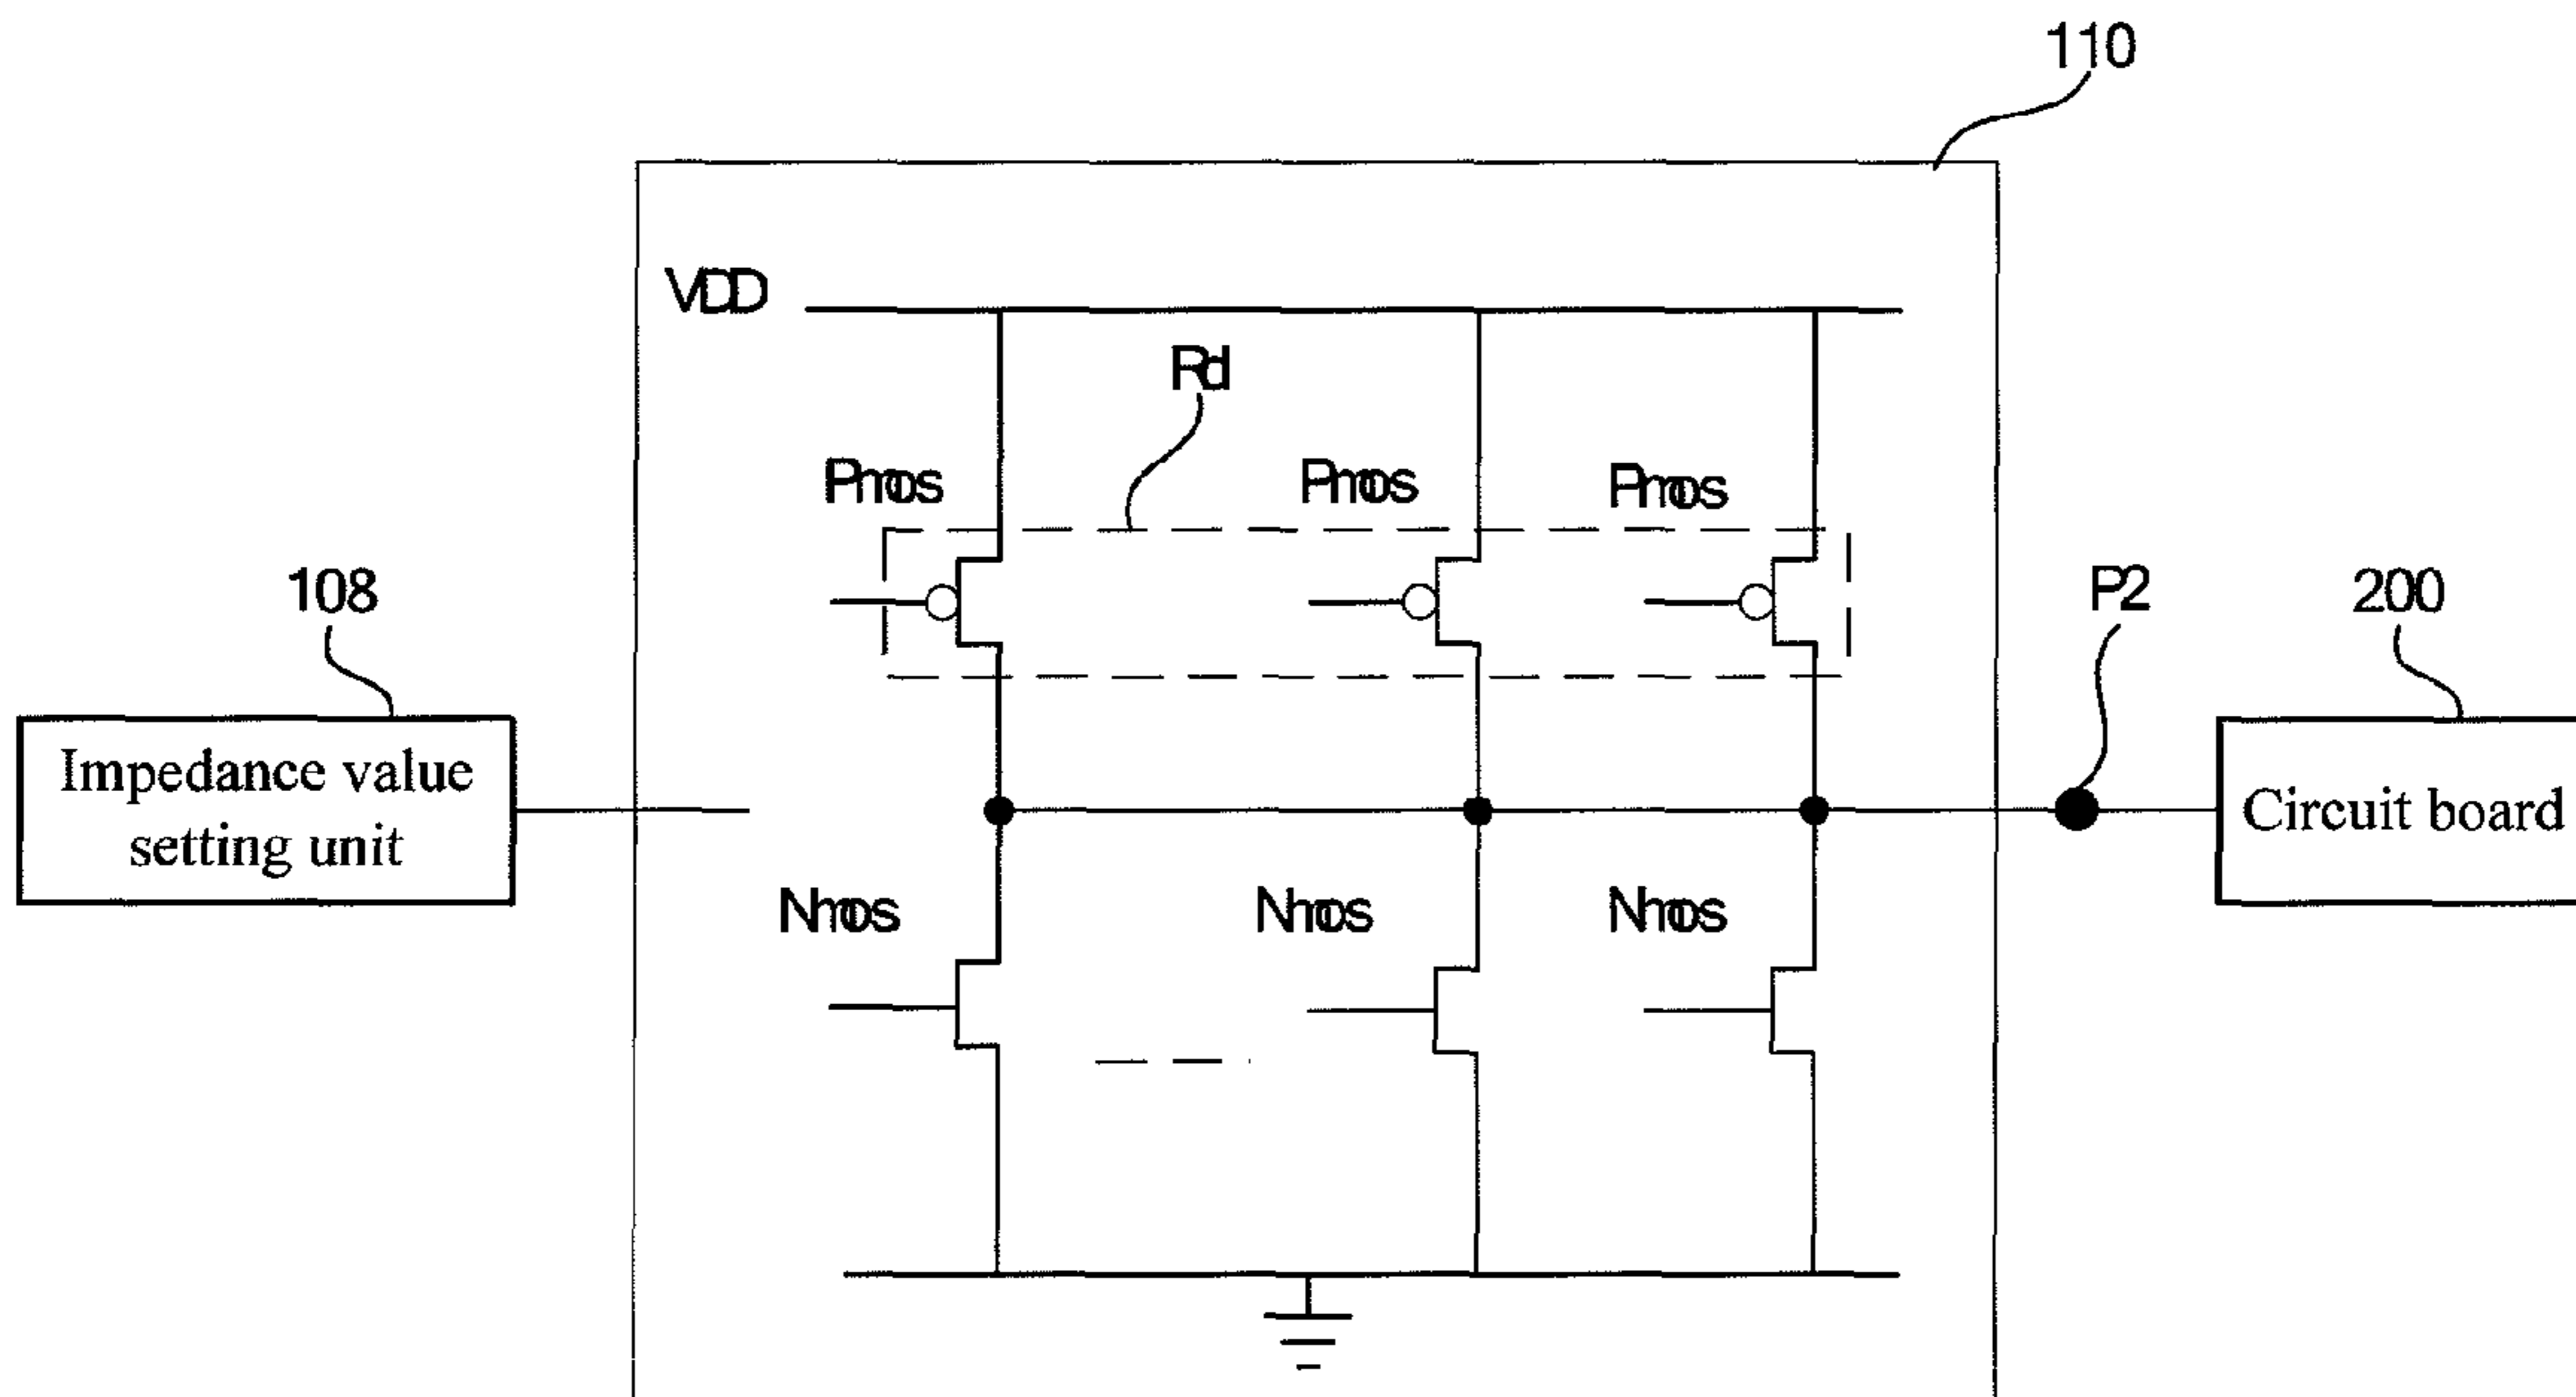 110
VDD
Rd
Pmos
Pmos
Pmos
108
P2
200
Impedance value
setting unit
Circuit board
Nmos
Nmos
Nmos